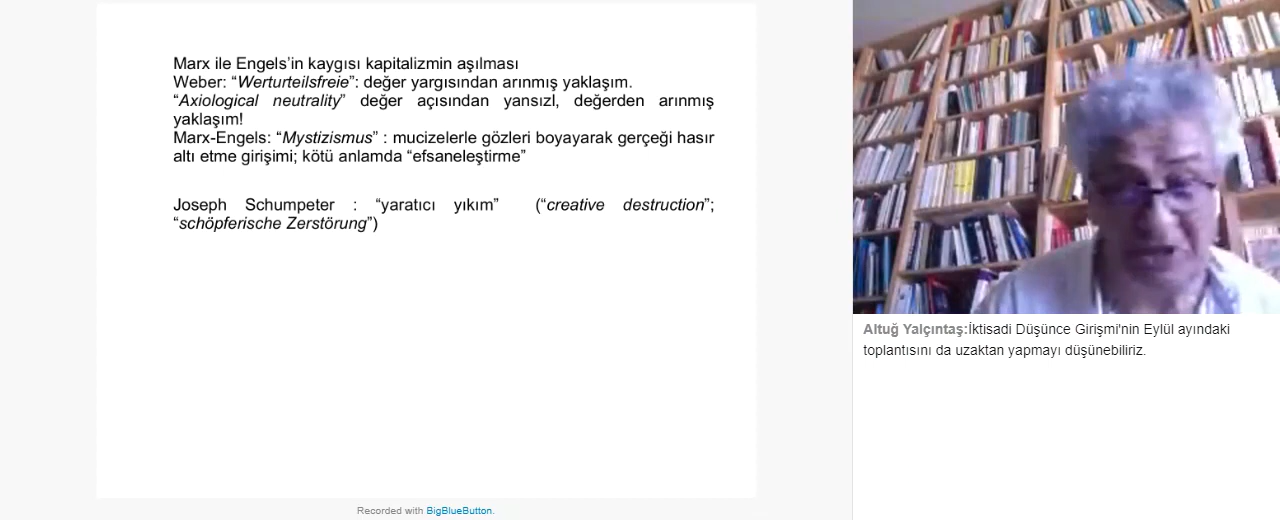 Marx ile Engels’in kaygısı kapitalizmin aşılması
Weber: “Werturteilsfreie”: değer yargısından arınmış yaklaşım.
“Axiological neutrality” değer açısından yansızl, değerden arınmış
yaklaşım!
Marx-Engels: “Mystizismus” : mucizelerle gözleri boyayarak gerçeği hasır
altı etme girişimi; kötü anlamda “efsaneleştirme”
Joseph Schumpeter : “yaratıcı yıkım” (“creative destruction”;
“schöpferische Zerstörung”)
Recorded with BigBlueButton.
Altuğ Yalçıntaş:İktisadi Düşünce Girişmi'nin Eylül ayındaki
toplantısını da uzaktan yapmayı düşünebiliriz.